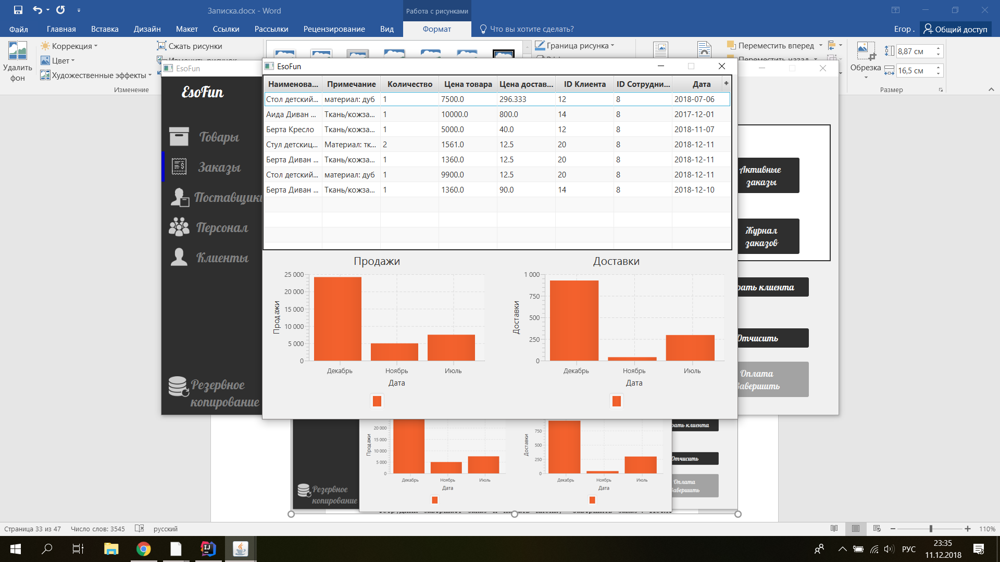 Записка.docx - Word
Работа с рисунками
Файл
Главная
Вставка
Дизайн
Макет
Ссылки
Рассылки
Рецензирование
Вид
Формат
Что вы хотите сделать?
Егор .
Общий доступ
Удалить фон
Коррекция
Цвет
Художественные эффекты
Сжать рисунки
Изменение
Граница рисунка
Переместить вперед
Обрезка
8,87 см
16,5 см
Размер
EsoFun
EsoFun
Товары
Заказы
Поставщики
Персонал
Клиенты
Резервное
копирование
EsoFun
Наименова... Примечание Количество Цена товара Цена достав... ID Клиента ID Сотрудни... Дата
Стол детский... материал: дуб 1 7500.0 296.333 12 8 2018-07-06
Аида Диван ... Ткань/кожза... 1 10000.0 800.0 14 8 2017-12-01
Берта Кресло Ткань/кожза... 1 5000.0 40.0 12 8 2018-11-07
Стул детскиц... Материал: тк... 2 1561.0 12.5 20 8 2018-12-11
Берта Диван ... Ткань/кожза... 1 1360.0 12.5 20 8 2018-12-11
Стол детский... материал: дуб 1 9900.0 12.5 20 8 2018-12-11
Берта Диван ... Ткань/кожза... 1 1360.0 90.0 14 8 2018-12-10
Продажи
25 000
20 000
15 000
10 000
5 000
0
Продажи
Декабрь Ноябрь Июль
Дата
Доставки
1 000
750
500
250
0
Доставки
Декабрь Ноябрь Июль
Дата
Активные
заказы
Журнал
заказов
клиента
Отчистить
Оплата
Завершить
20 000
15 000
10 000
5 000
0
Продажи
Декабрь Ноябрь Июль
Дата
750
500
250
0
Доставки
Декабрь Ноябрь Июль
Дата
клиента
Отчистить
Оплата
Завершить
Резервное
копирование
Страница 33 из 47
Число слов: 3545
русский
110%
РУС
23:35
11.12.2018